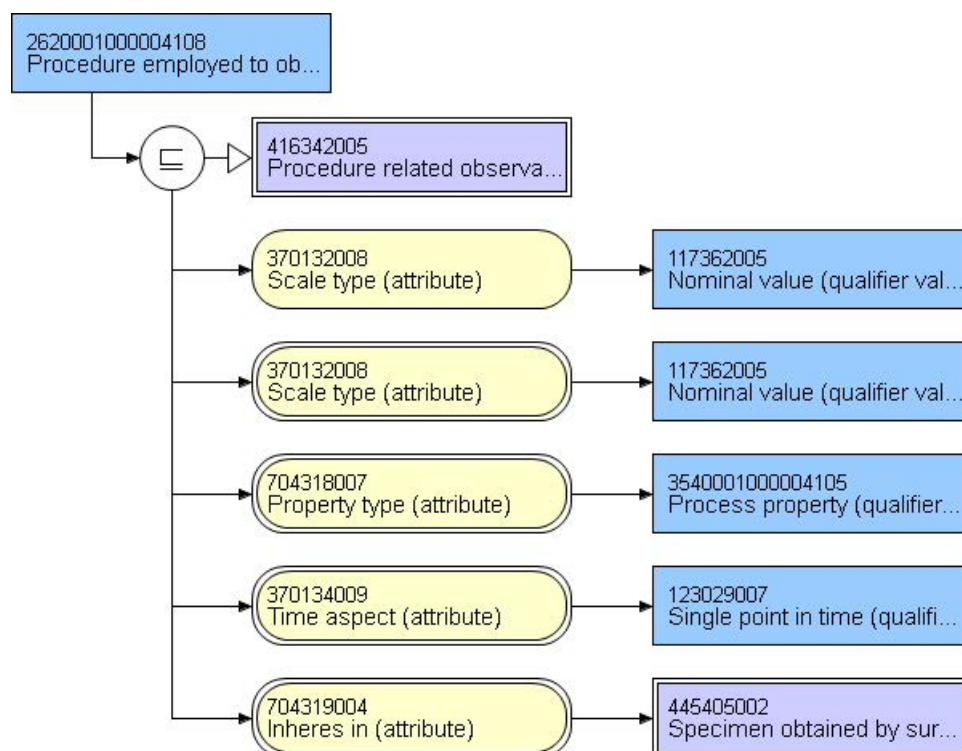 2620001000004108
Procedure employed to ob...
⊑
416342005
Procedure related observa...
370132008
Scale type (attribute)
117362005
Nominal value (qualifier val...
370132008
Scale type (attribute)
117362005
Nominal value (qualifier val...
704318007
Property type (attribute)
3540001000004105
Process property (qualifier...
370134009
Time aspect (attribute)
123029007
Single point in time (qualifi...
704319004
Inheres in (attribute)
445405002
Specimen obtained by sur...